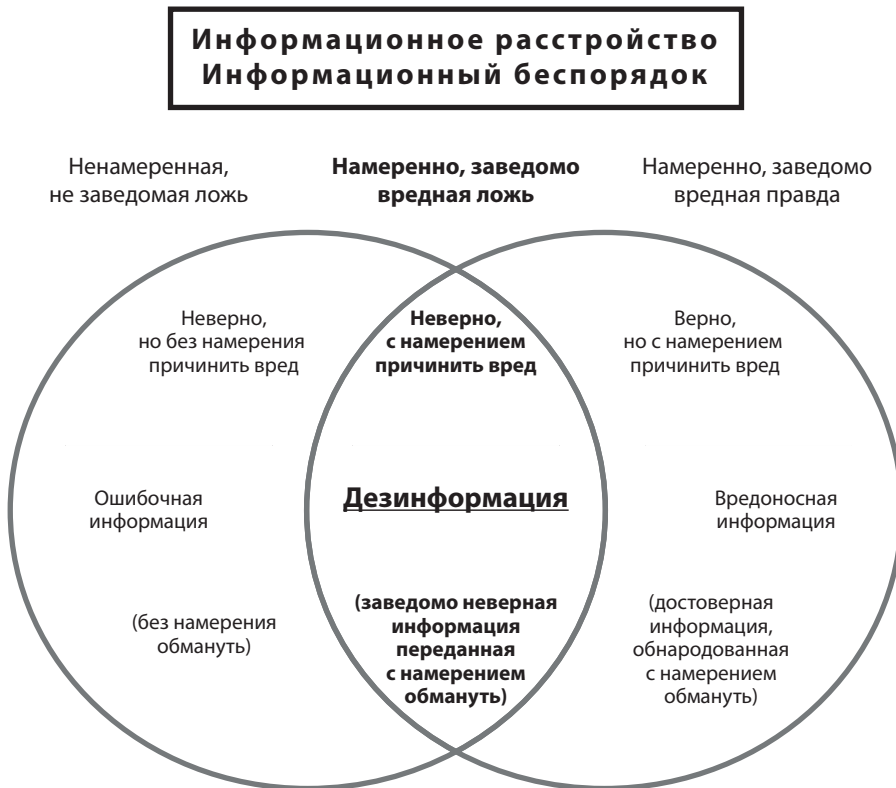 Информационное расстройство
Информационный беспорядок
Ненамеренная,
не заведомая ложь
Намеренно, заведомо
вредная ложь
Намеренно, заведомо
вредная правда
Неверно,
но без намерения
причинить вред
Неверно,
с намерением
причинить вред
Верно,
но с намерением
причинить вред
Ошибочная
информация
Дезинформация
Вредоносная
информация
(без намерения
обмануть)
(заведомо неверная
информация
переданная
с намерением
обмануть)
(достоверная
информация,
обнародованная
с намерением
обмануть)